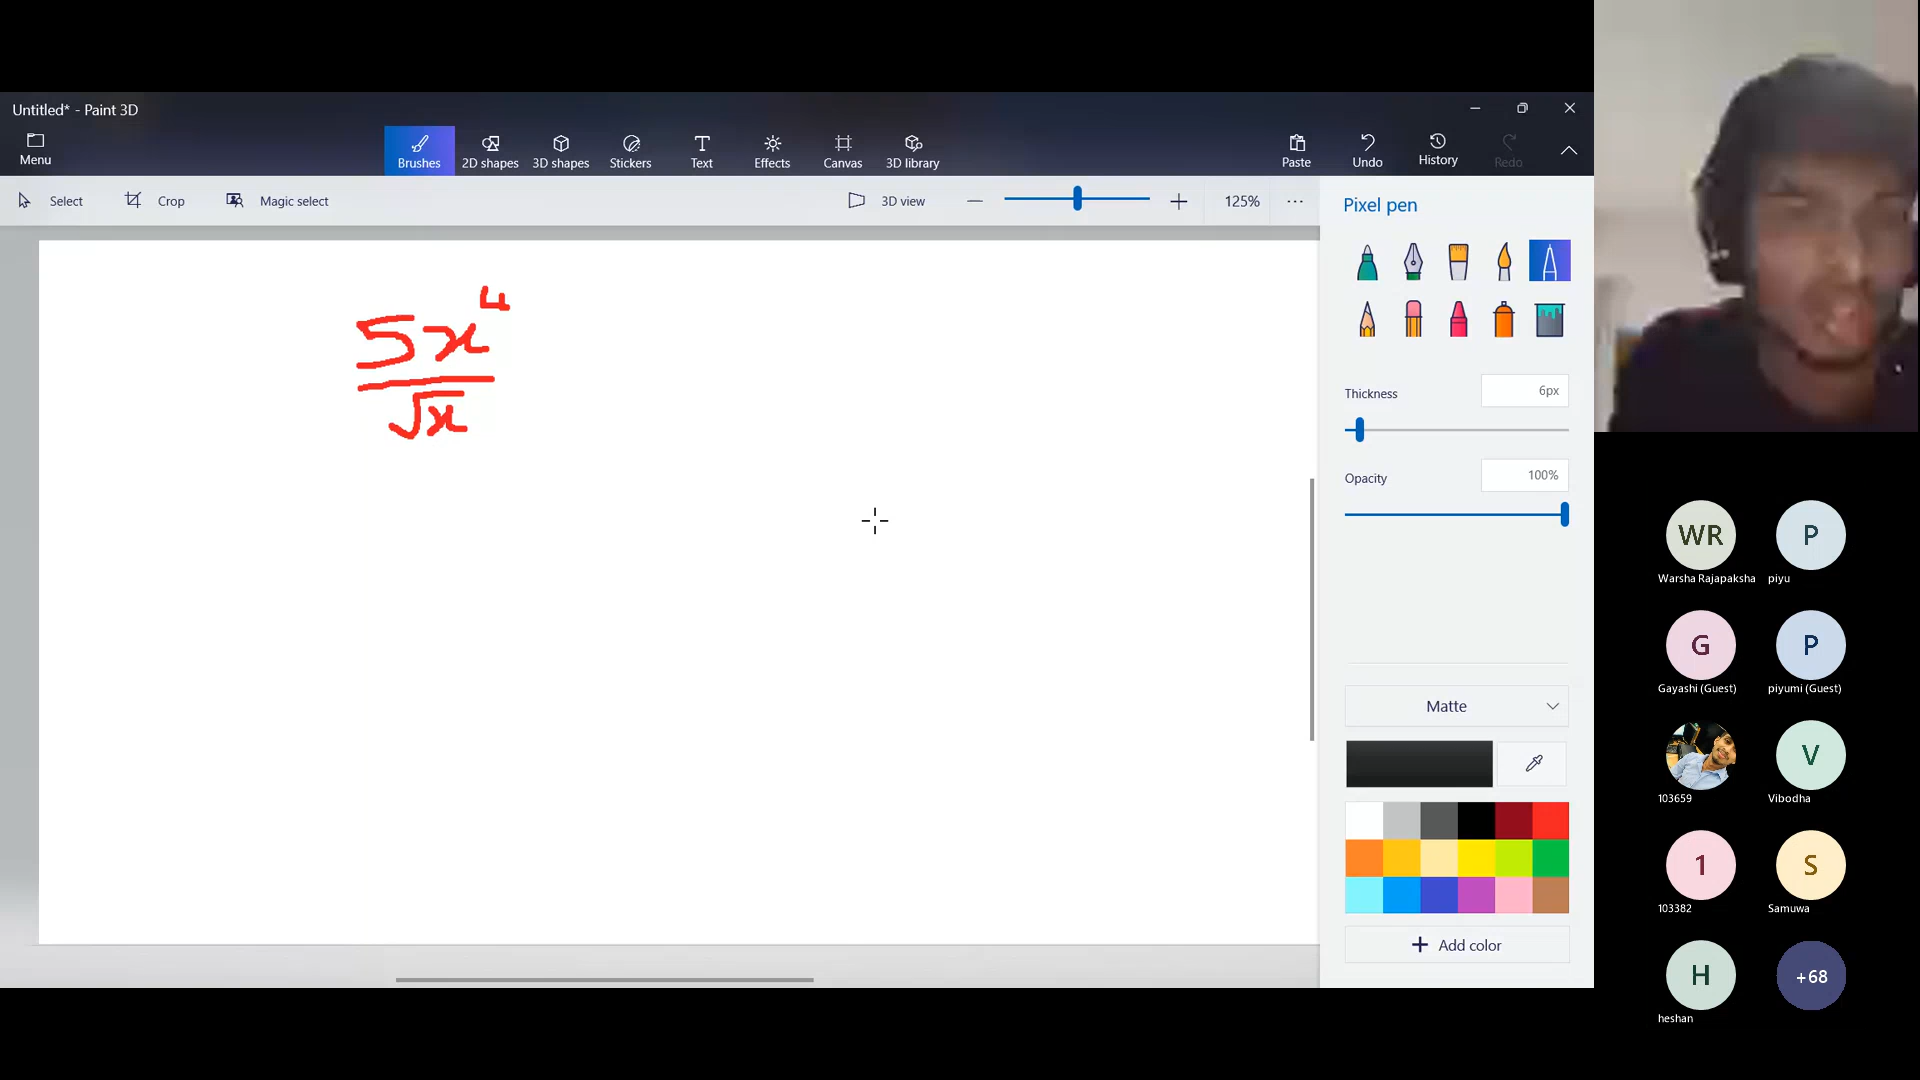 Untitled* - Paint 3D
Menu
Brushes 2D shapes 3D shapes Stickers Text Effects Canvas 3D library Paste Undo History Redo
Select Crop Magic select 3D view 125% ...
Pixel pen
Thickness 6px
Opacity 100%
Matte
+ Add color
5x⁴
√x
WR P
Warsha Rajapaksha piyu
G P
Gayashi (Guest) piyumi (Guest)
V
103659 Vibodha
1 S
103382 Samuwa
H +68
heshan